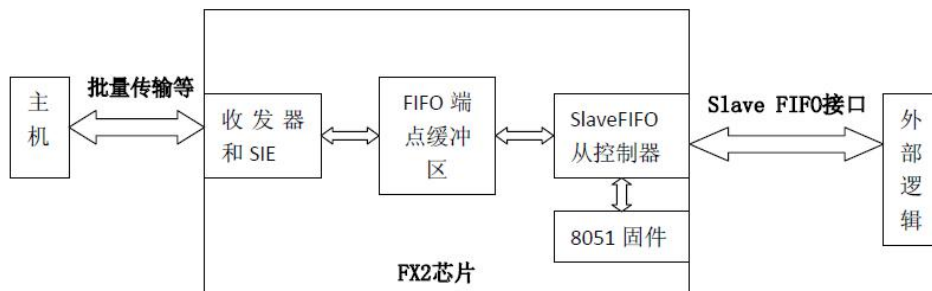 主
机
批量传输等
收发器
和 SIE
FIFO 端
点缓冲
区
SlaveFIFO
从控制器
8051 固件
FX2芯片
Slave FIFO接口
外
部
逻
辑